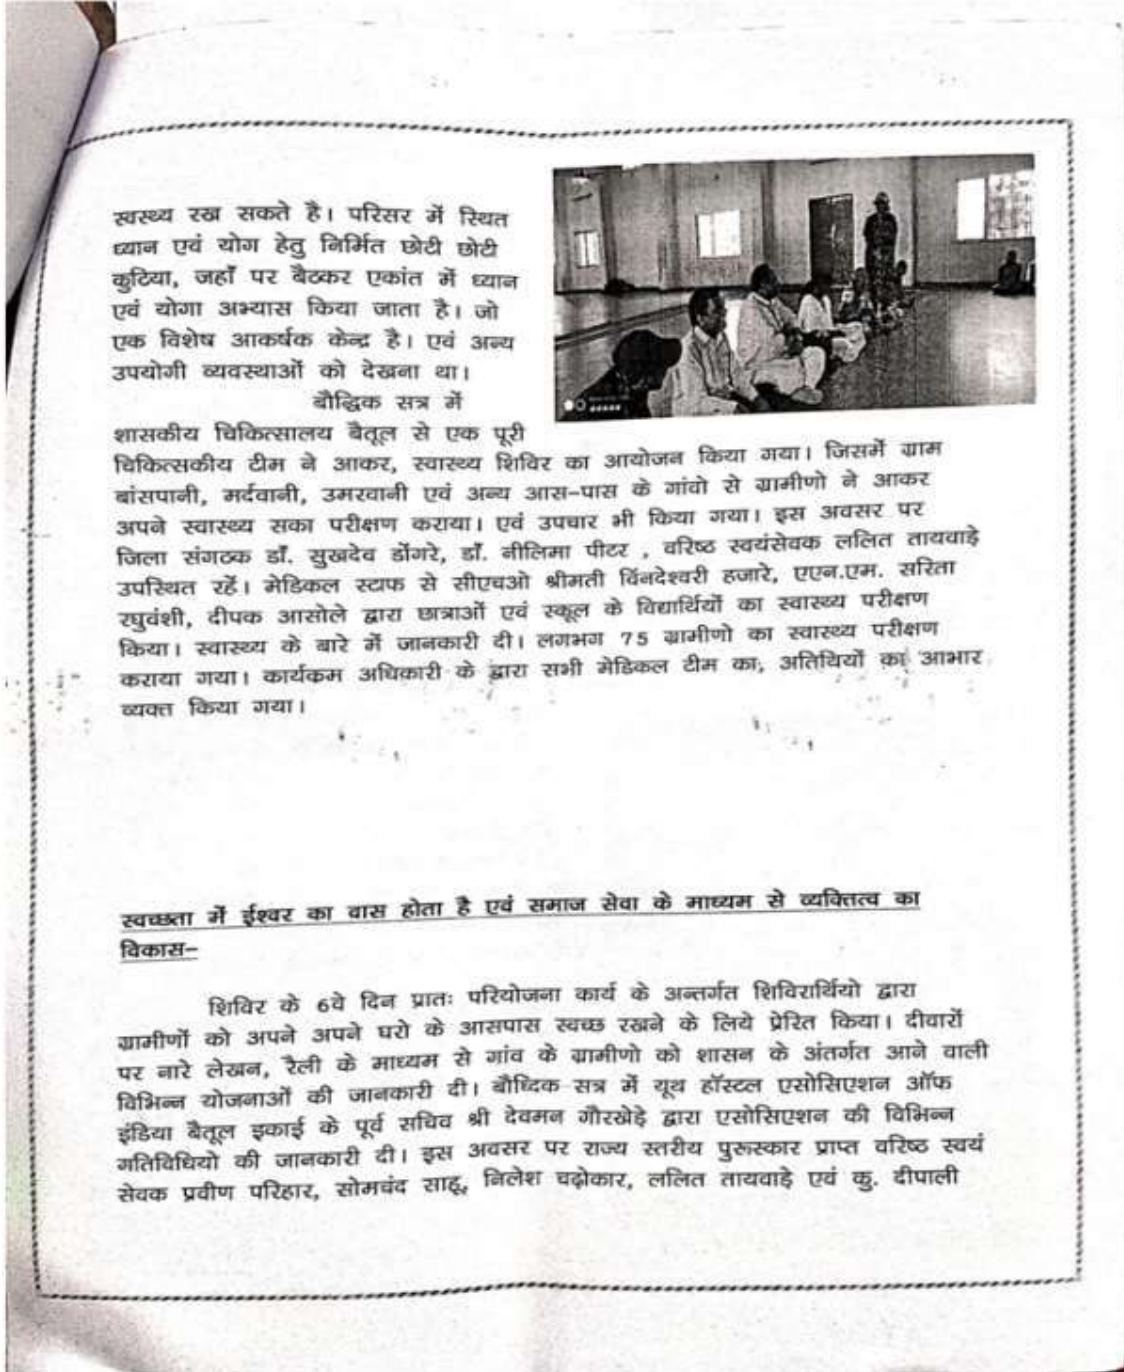 स्वस्थ्य रख सकते है। परिसर में स्थित
ध्यान एवं योग हेतु निर्मित छोटी छोटी
कुटिया, जहाँ पर बैठकर एकांत में ध्यान
एवं योगा अभ्यास किया जाता है। जो
एक विशेष आकर्षक केन्द्र है। एवं अन्य
उपयोगी व्यवस्थाओं को देखना था।
बौद्धिक सत्र में
शासकीय चिकित्सालय बैतूल से एक पूरी
चिकित्सकीय टीम ने आकर, स्वास्थ्य शिविर का आयोजन किया गया। जिसमें ग्राम
बांसपानी, मर्दवानी, उमरवानी एवं अन्य आस-पास के गांवो से ग्रामीणो ने आकर
अपने स्वास्थ्य सका परीक्षण कराया। एवं उपचार भी किया गया। इस अवसर पर
जिला संगठक डॉ. सुखदेव डोंगरे, डॉ. नीलिमा पीटर , वरिष्ठ स्वयंसेवक ललित तायवाड़े
उपस्थित रहें। मेडिकल स्टाफ से सीएचओ श्रीमती विंनदेश्वरी हजारे, एएन.एम. सरिता
रघुवंशी, दीपक आसोले द्वारा छात्राओं एवं स्कूल के विद्यार्थियों का स्वास्थ्य परीक्षण
किया। स्वास्थ्य के बारे में जानकारी दी। लगभग 75 ग्रामीणो का स्वास्थ्य परीक्षण
कराया गया। कार्यकम अधिकारी के द्वारा सभी मेडिकल टीम का, अतिथियों का आभार
व्यक्त किया गया।
स्वच्छता में ईश्वर का वास होता है एवं समाज सेवा के माध्यम से व्यक्तित्व का
विकास-
शिविर के 6वे दिन प्रातः परियोजना कार्य के अन्तर्गत शिविरार्थियो द्वारा
ग्रामीणों को अपने अपने घरो के आसपास स्वच्छ रखने के लिये प्रेरित किया। दीवारों
पर नारे लेखन, रैली के माध्यम से गांव के ग्रामीणो को शासन के अंतर्गत आने वाली
विभिन्न योजनाओं की जानकारी दी। बौध्दिक सत्र में यूथ हॉस्टल एसोसिएशन ऑफ
इंडिया बैतूल इकाई के पूर्व सचिव श्री देवमन गौरखेड़े द्वारा एसोसिएशन की विभिन्न
गतिविधियो की जानकारी दी। इस अवसर पर राज्य स्तरीय पुरूस्कार प्राप्त वरिष्ठ स्वयं
सेवक प्रवीण परिहार, सोमचंद साहू, निलेश चढ़ोकार, ललित तायवाड़े एवं कु. दीपाली